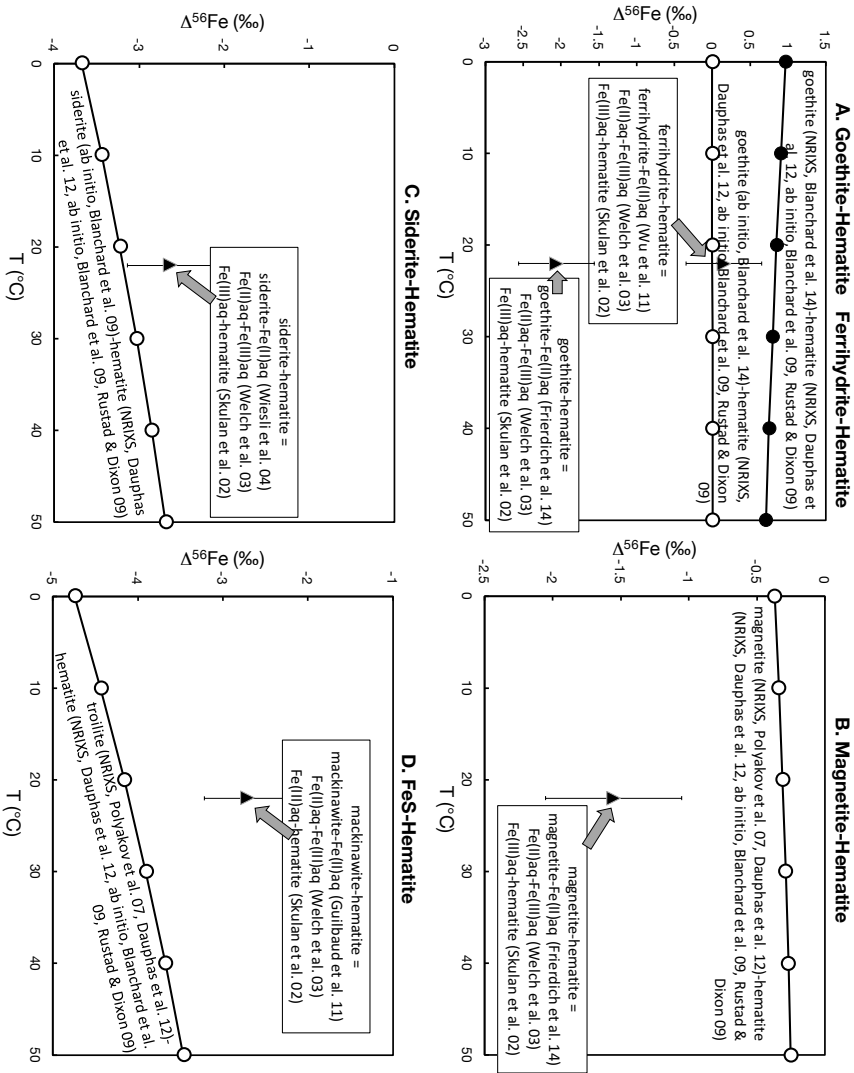 A. Goethite-Hematite Ferrihydrite-Hematite
Δ56Fe (‰)
1.5
1
0.5
0
-0.5
-1
-1.5
-2
-2.5
-3
goethite (NRIXS, Blanchard et al. 14)-hematite (NRIXS, Dauphas et
al. 12, ab initio, Blanchard et al. 09, Rustad & Dixon 09)
goethite (ab initio, Blanchard et al. 14)-hematite (NRIXS,
Dauphas et al. 12, ab initio, Blanchard et al. 09, Rustad & Dixon
09)
ferrihydrite-hematite =
ferrihydrite-Fe(II)aq (Wu et al. 11)
Fe(II)aq-Fe(III)aq (Welch et al. 03)
Fe(III)aq-hematite (Skulan et al. 02)
goethite-hematite =
goethite-Fe(II)aq (Frierdich et al. 14)
Fe(II)aq-Fe(III)aq (Welch et al. 03)
Fe(III)aq-hematite (Skulan et al. 02)
0
10
20
30
40
50
T (°C)
B. Magnetite-Hematite
Δ56Fe (‰)
0
-0.5
-1
-1.5
-2
-2.5
magnetite (NRIXS, Polyakov et al. 07, Dauphas et al. 12)-hematite
(NRIXS, Dauphas et al. 12, ab initio, Blanchard et al. 09, Rustad &
Dixon 09)
magnetite-hematite =
magnetite-Fe(II)aq (Frierdich et al. 14)
Fe(II)aq-Fe(III)aq (Welch et al. 03)
Fe(III)aq-hematite (Skulan et al. 02)
0
10
20
30
40
50
T (°C)
C. Siderite-Hematite
Δ56Fe (‰)
0
-1
-2
-3
-4
siderite-hematite =
siderite-Fe(II)aq (Wiesli et al. 04)
Fe(II)aq-Fe(III)aq (Welch et al. 03)
Fe(III)aq-hematite (Skulan et al. 02)
siderite (ab initio, Blanchard et al. 09)-hematite (NRIXS, Dauphas
et al. 12, ab initio, Blanchard et al. 09, Rustad & Dixon 09)
0
10
20
30
40
50
T (°C)
D. FeS-Hematite
Δ56Fe (‰)
-1
-2
-3
-4
-5
mackinawite-hematite =
mackinawite-Fe(II)aq (Guilbaud et al. 11)
Fe(II)aq-Fe(III)aq (Welch et al. 03)
Fe(III)aq-hematite (Skulan et al. 02)
troilite (NRIXS, Polyakov et al. 07, Dauphas et al. 12)-
hematite (NRIXS, Dauphas et al. 12, ab initio, Blanchard et al.
09, Rustad & Dixon 09)
0
10
20
30
40
50
T (°C)